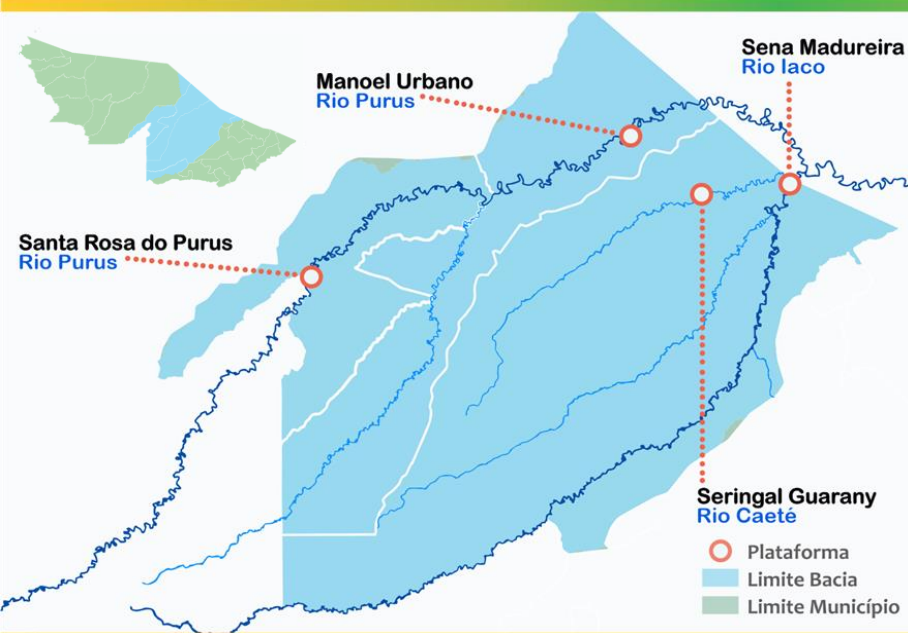 Sena Madureira
Rio Iaco
Manoel Urbano
Rio Purus
Santa Rosa do Purus
Rio Purus
Seringal Guarany
Rio Caeté
Plataforma
Limite Bacia
Limite Município